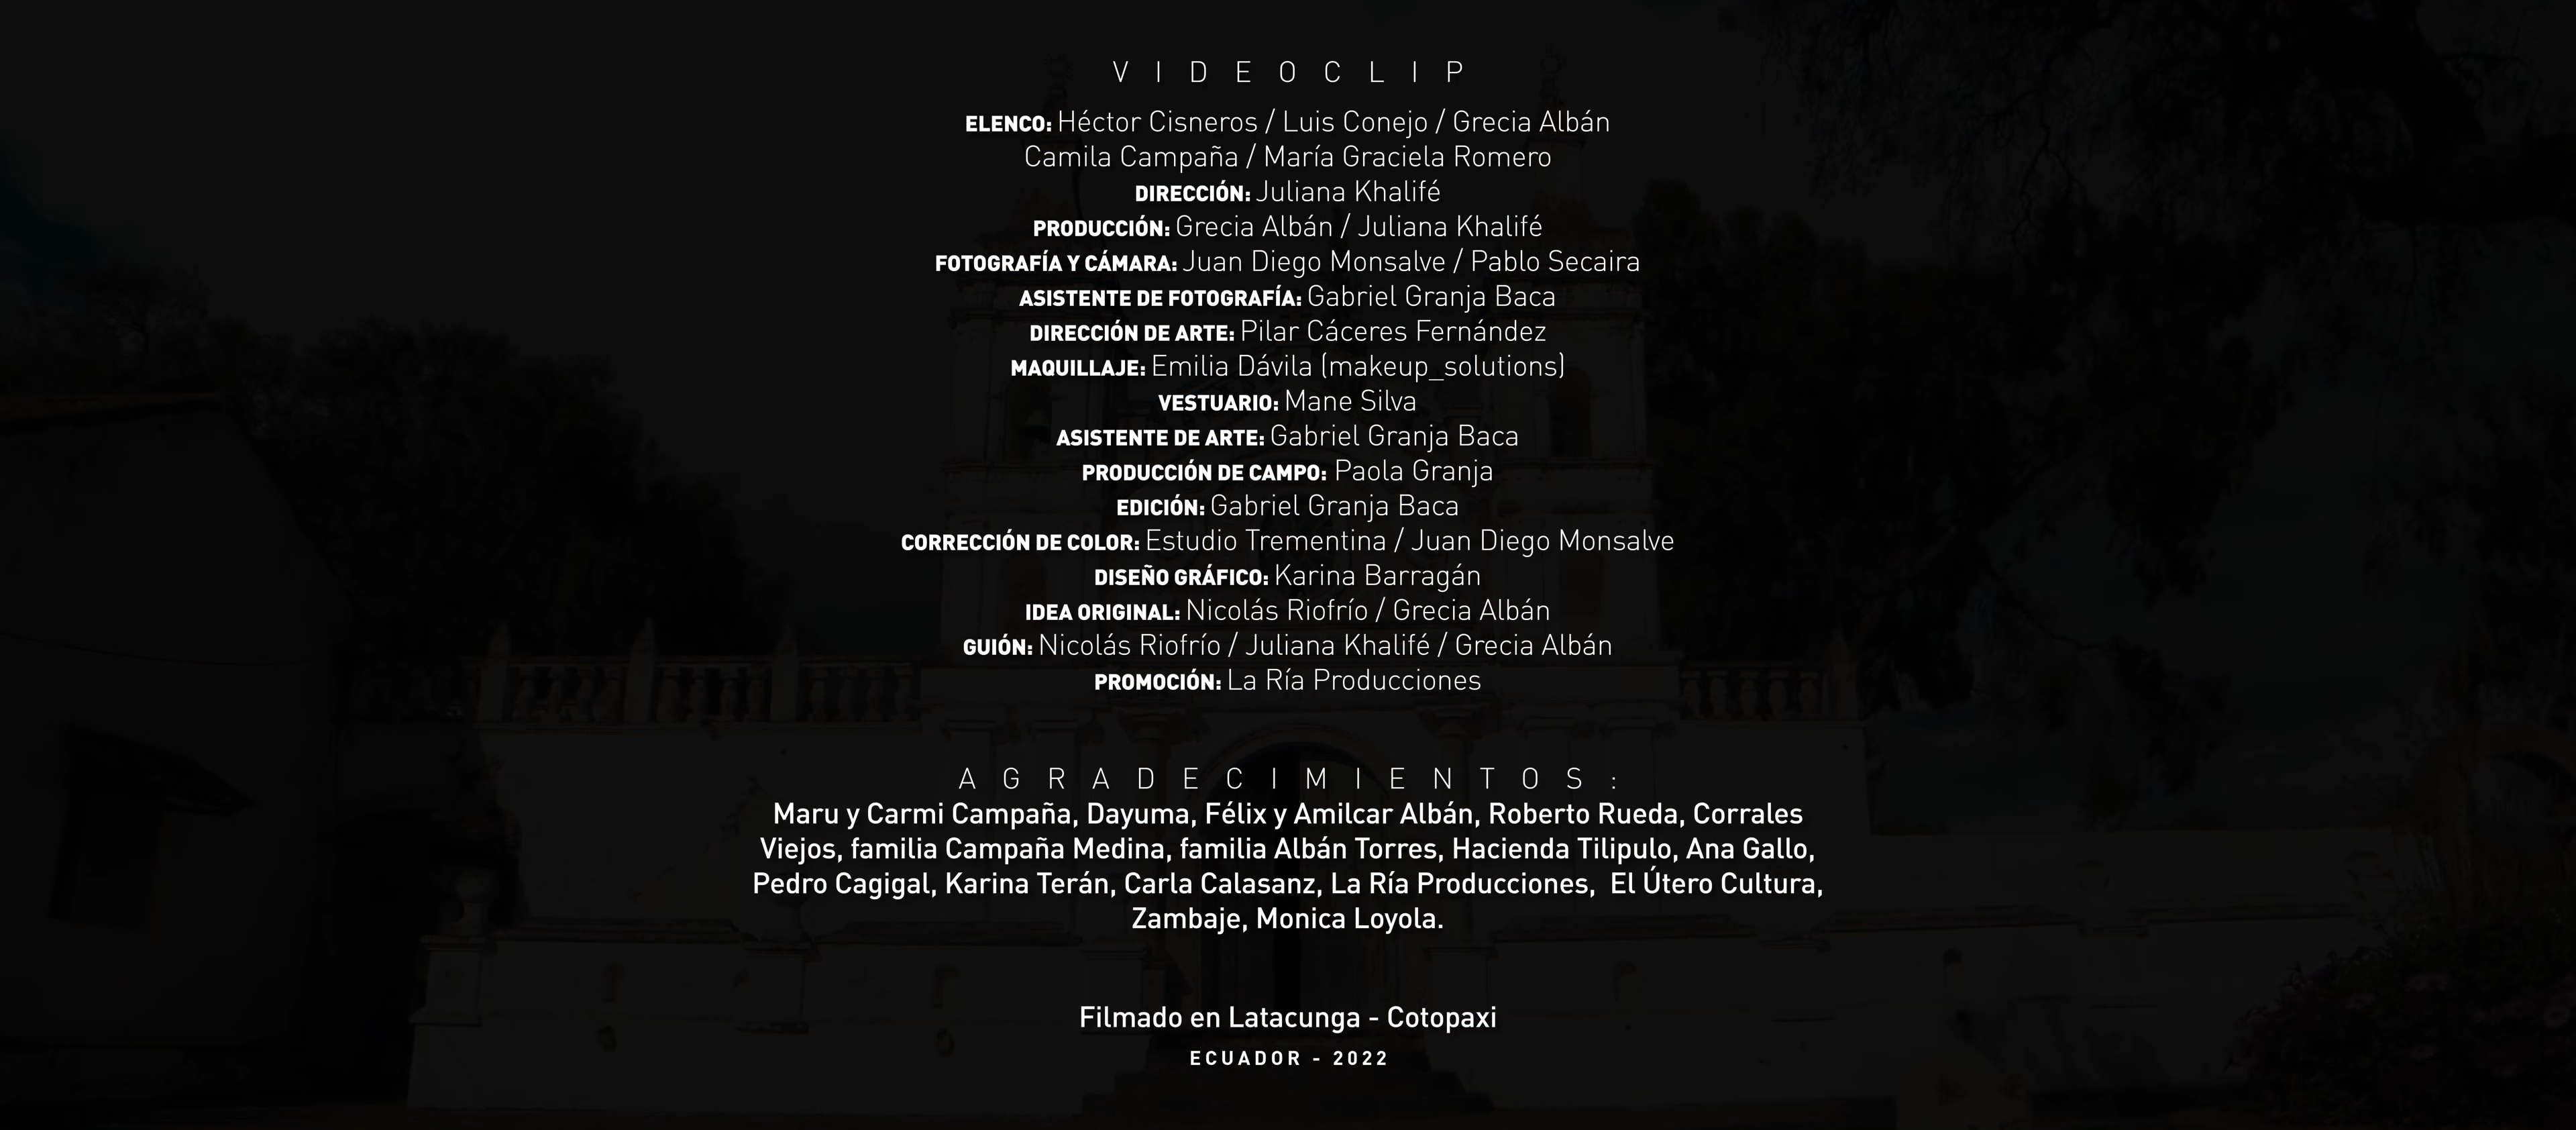 VIDEOCLIP
ELENCO: Héctor Cisneros / Luis Conejo / Grecia Albán
Camila Campaña / María Graciela Romero
DIRECCIÓN: Juliana Khalifé
PRODUCCIÓN: Grecia Albán / Juliana Khalifé
FOTOGRAFÍA Y CÁMARA: Juan Diego Monsalve / Pablo Secaira
ASISTENTE DE FOTOGRAFÍA: Gabriel Granja Baca
DIRECCIÓN DE ARTE: Pilar Cáceres Fernández
MAQUILLAJE: Emilia Dávila (makeup_solutions)
VESTUARIO: Mane Silva
ASISTENTE DE ARTE: Gabriel Granja Baca
PRODUCCIÓN DE CAMPO: Paola Granja
EDICIÓN: Gabriel Granja Baca
CORRECCIÓN DE COLOR: Estudio Trementina / Juan Diego Monsalve
DISEÑO GRÁFICO: Karina Barragán
IDEA ORIGINAL: Nicolás Riofrío / Grecia Albán
GUIÓN: Nicolás Riofrío / Juliana Khalifé / Grecia Albán
PROMOCIÓN: La Ría Producciones
AGRADECIMIENTOS:
Maru y Carmi Campaña, Dayuma, Félix y Amilcar Albán, Roberto Rueda, Corrales
Viejos, familia Campaña Medina, familia Albán Torres, Hacienda Tilipulo, Ana Gallo,
Pedro Cagigal, Karina Terán, Carla Calasanz, La Ría Producciones, El Útero Cultura,
Zambaje, Monica Loyola.
Filmado en Latacunga - Cotopaxi
ECUADOR - 2022